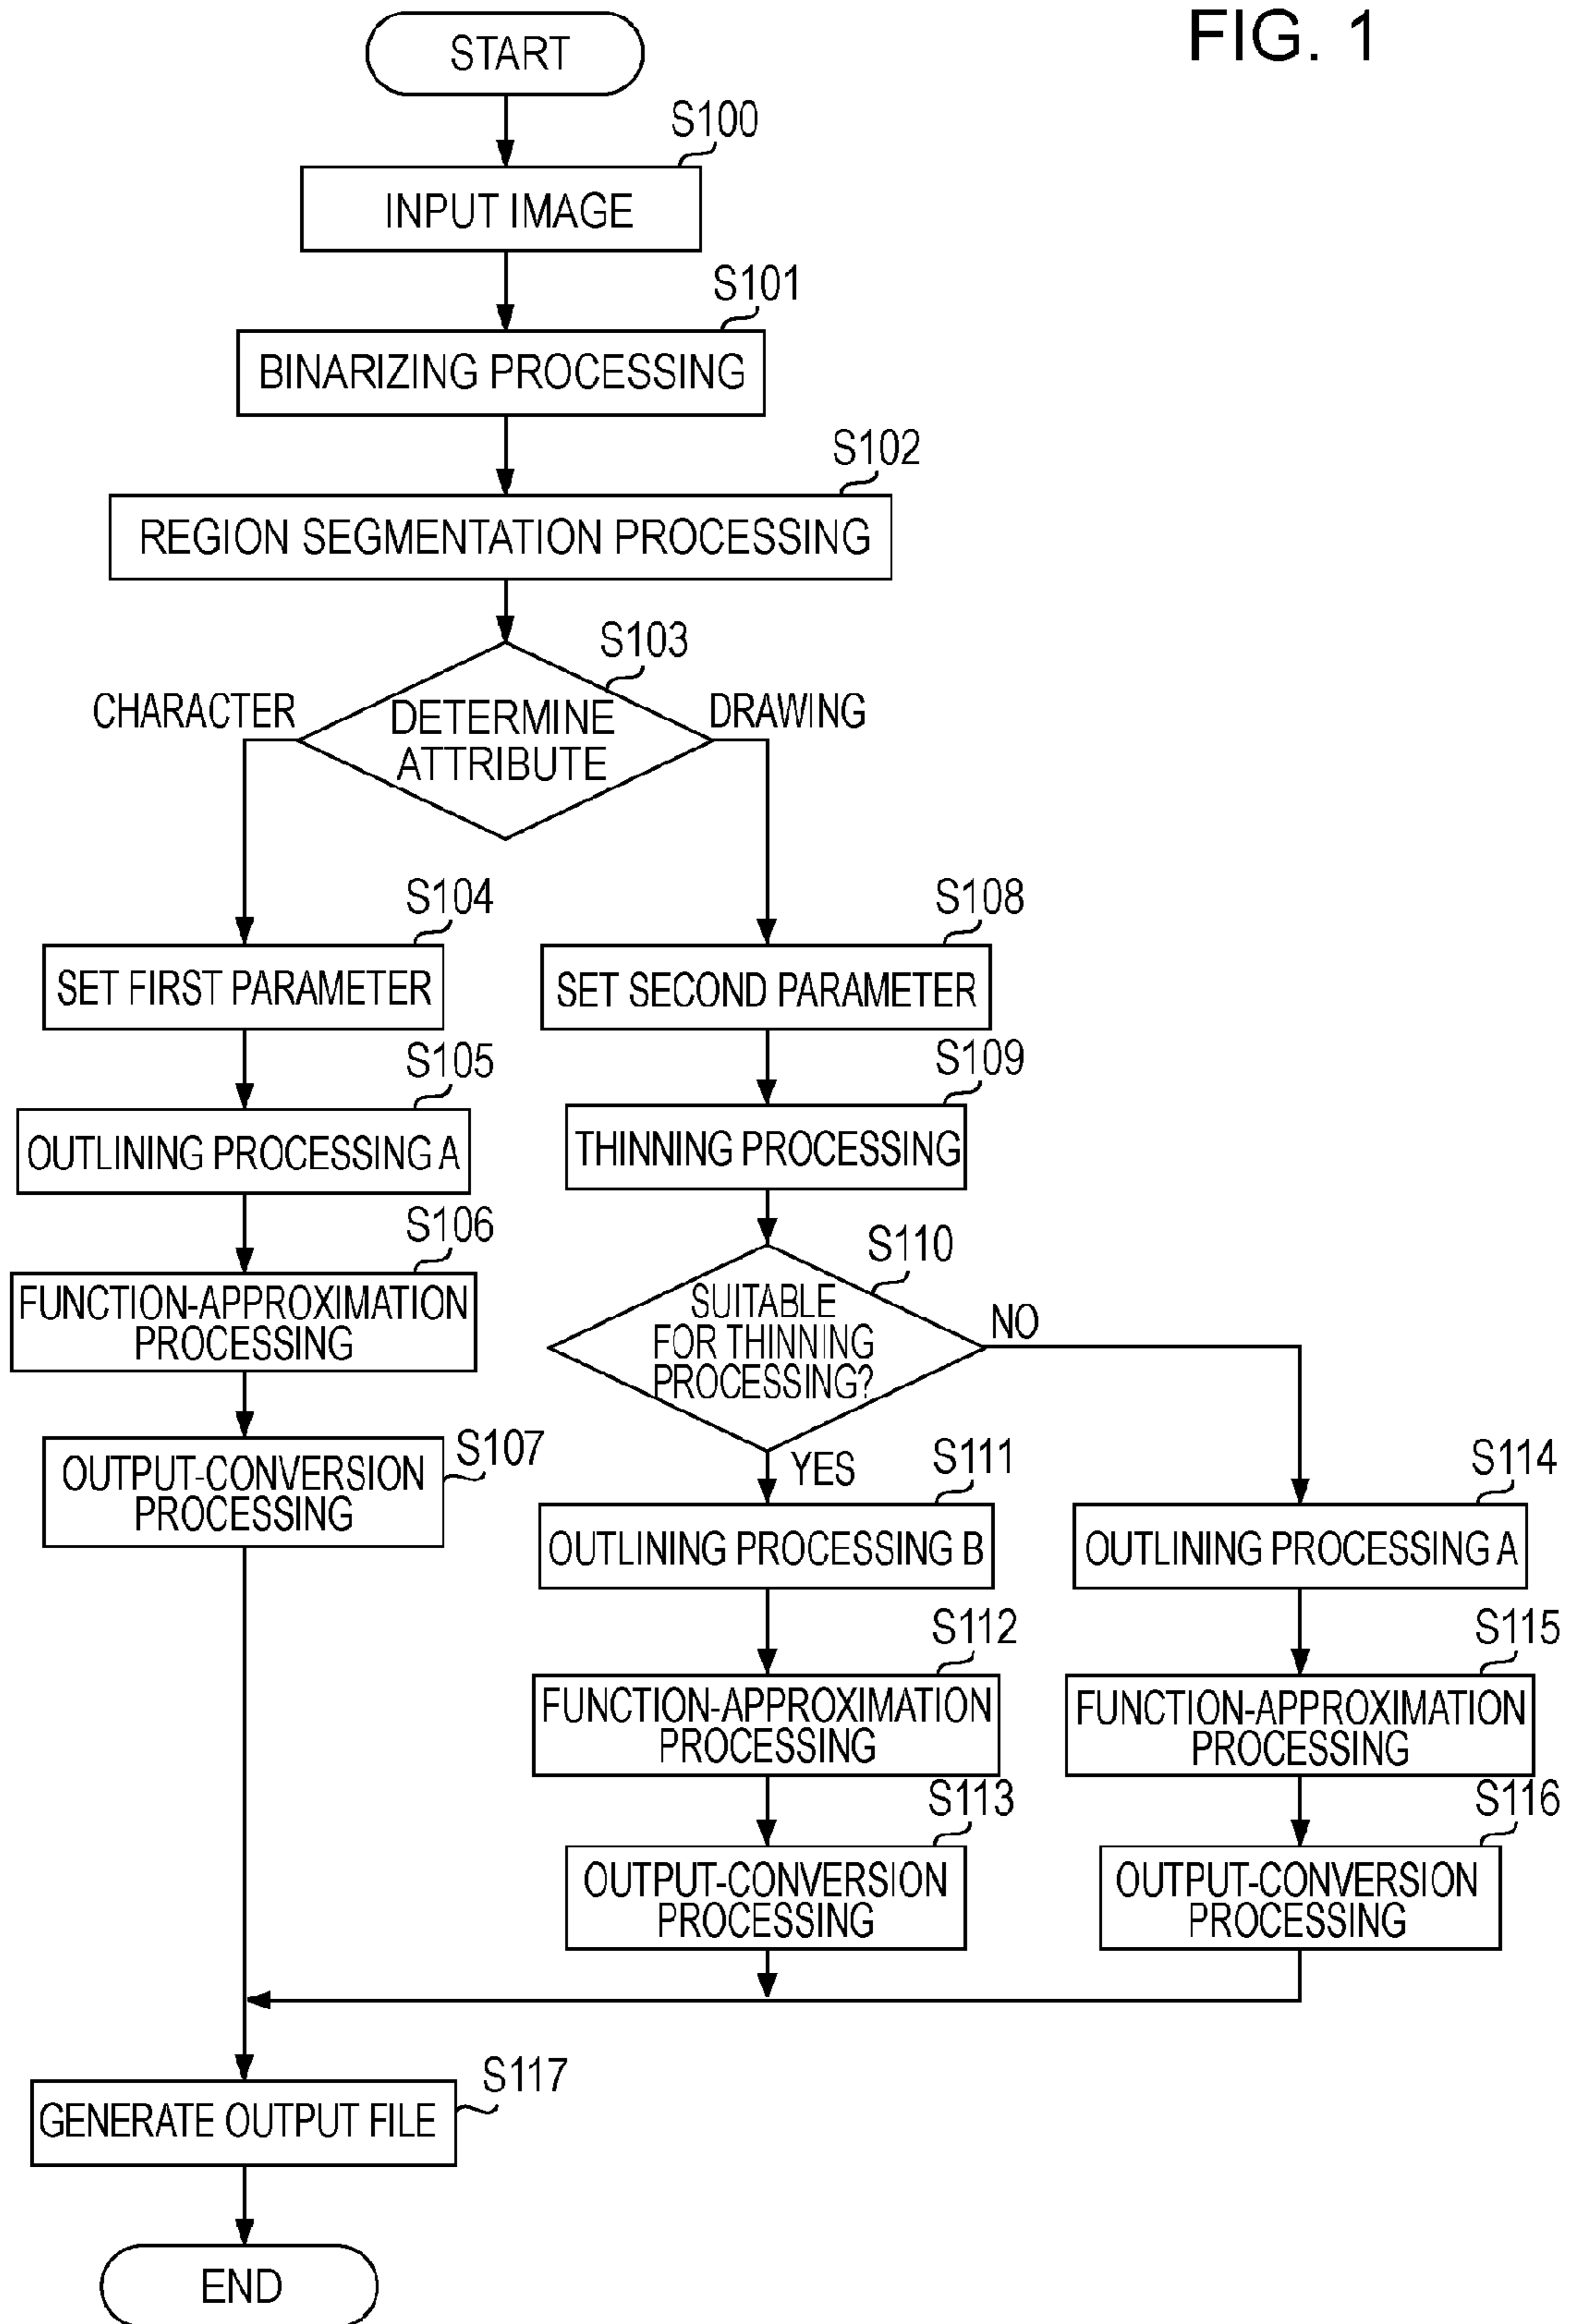 FIG. 1
START
S100
INPUT IMAGE
S101
BINARIZING PROCESSING
S102
REGION SEGMENTATION PROCESSING
S103
CHARACTER
DETERMINE
ATTRIBUTE
DRAWING
S104
SET FIRST PARAMETER
S105
OUTLINING PROCESSING A
S106
FUNCTION-APPROXIMATION
PROCESSING
S107
OUTPUT-CONVERSION
PROCESSING
S108
SET SECOND PARAMETER
S109
THINNING PROCESSING
S110
SUITABLE
FOR THINNING
PROCESSING?
NO
YES
S111
OUTLINING PROCESSING B
S112
FUNCTION-APPROXIMATION
PROCESSING
S113
OUTPUT-CONVERSION
PROCESSING
S114
OUTLINING PROCESSING A
S115
FUNCTION-APPROXIMATION
PROCESSING
S116
OUTPUT-CONVERSION
PROCESSING
S117
GENERATE OUTPUT FILE
END